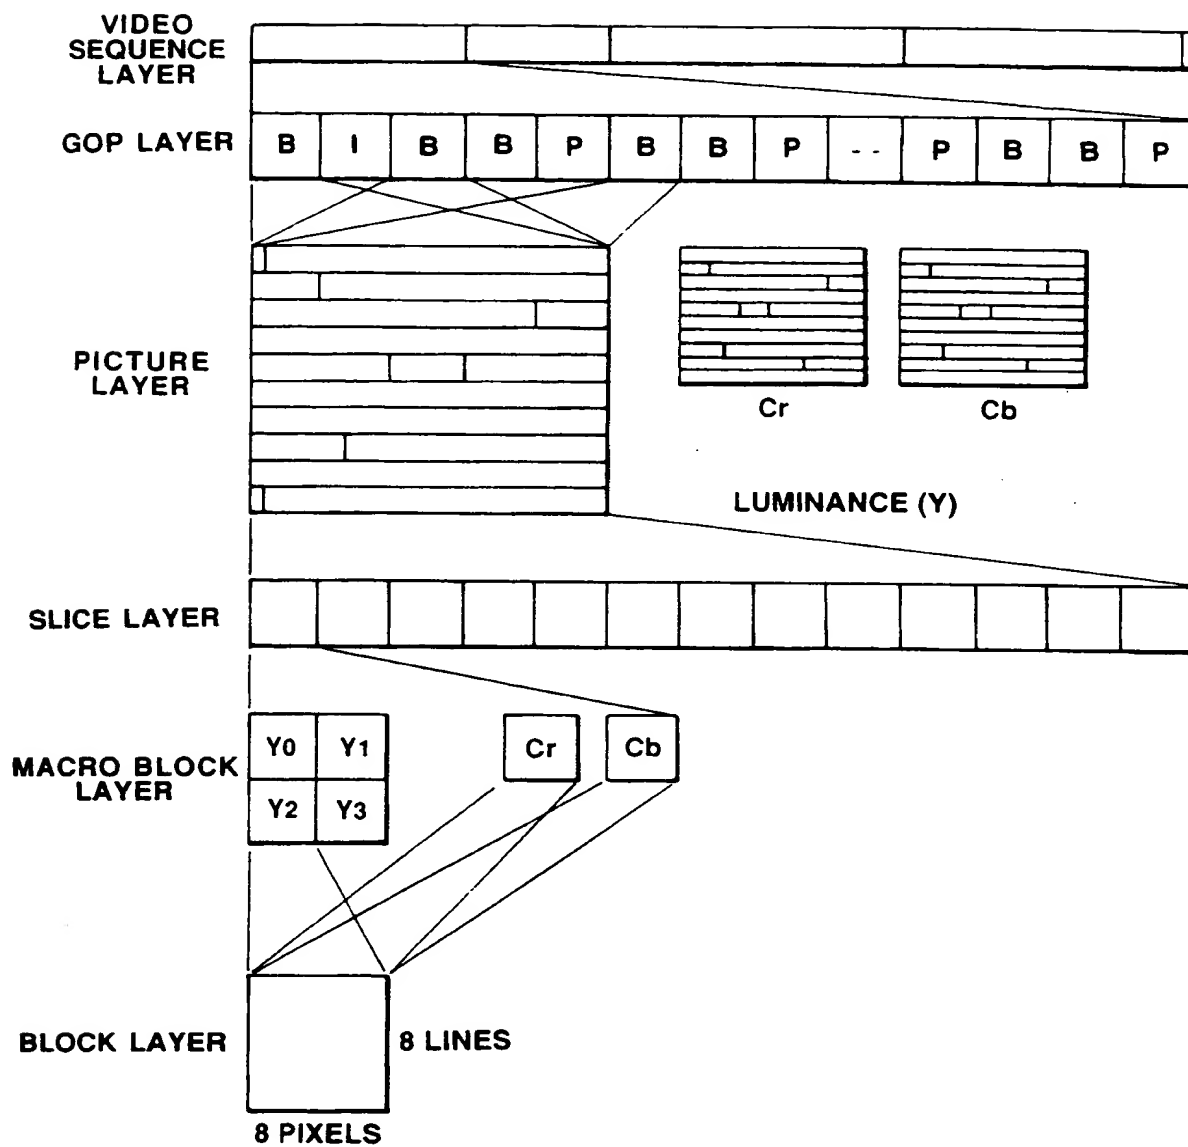 VIDEO
SEQUENCE
LAYER
GOP LAYER
B I B B P B B P -- P B B P
PICTURE
LAYER
Cr
Cb
LUMINANCE (Y)
SLICE LAYER
MACRO BLOCK
LAYER
Y0 Y1
Y2 Y3
Cr
Cb
BLOCK LAYER
8 LINES
8 PIXELS